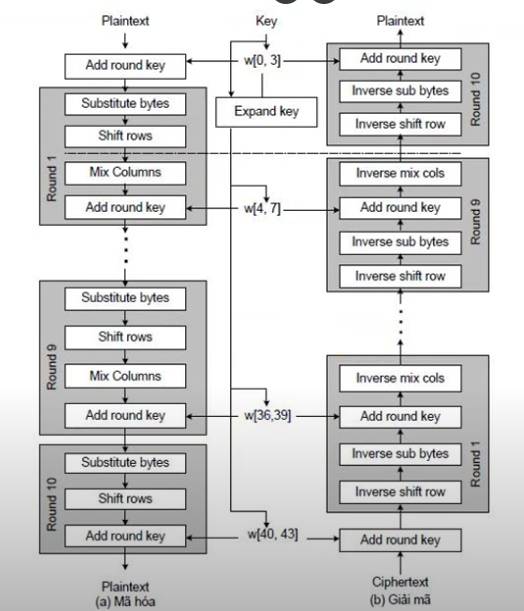 Plaintext
Key
Plaintext
Add round key
w[0, 3]
Add round key
Substitute bytes
Inverse sub bytes
Expand key
Shift rows
Inverse shift row
Round 10
Mix Columns
Inverse mix cols
Add round key
w[4, 7]
Add round key
Round 1
Inverse sub bytes
Inverse shift row
Round 9
Substitute bytes
Shift rows
Mix Columns
Inverse mix cols
Add round key
w[36,39]
Add round key
Round 9
Substitute bytes
Inverse sub bytes
Shift rows
Inverse shift row
Round 1
Add round key
w[40, 43]
Add round key
Round 10
Plaintext
(a) Mã hóa
Ciphertext
(b) Giải mã